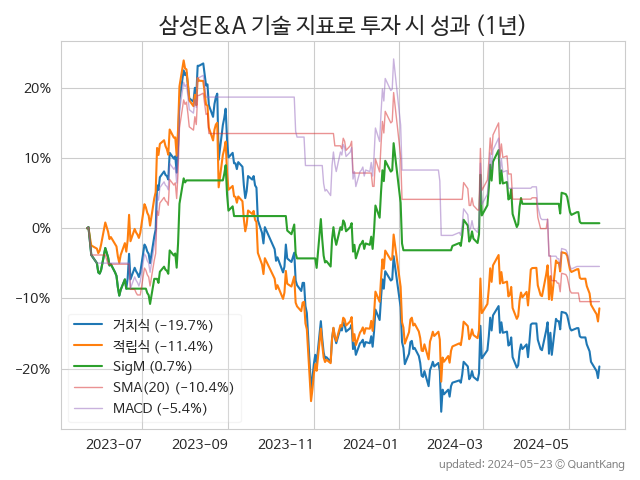 삼성E&A 기술 지표로 투자 시 성과 (1년)
20%
10%
0%
−10%
−20%
거치식 (−19.7%)
적립식 (−11.4%)
SigM (0.7%)
SMA(20) (−10.4%)
MACD (−5.4%)
2023-07 2023-09 2023-11 2024-01 2024-03 2024-05
updated: 2024-05-23 © QuantKang